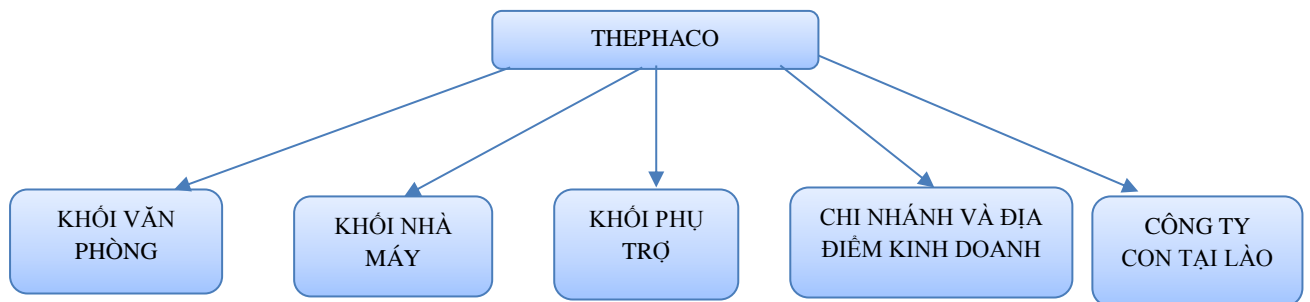 THEPHACO
KHỐI VĂN
PHÒNG
KHỐI NHÀ
MÁY
KHỐI PHỤ
TRỢ
CHI NHÁNH VÀ ĐỊA
ĐIỂM KINH DOANH
CÔNG TY
CON TẠI LÀO